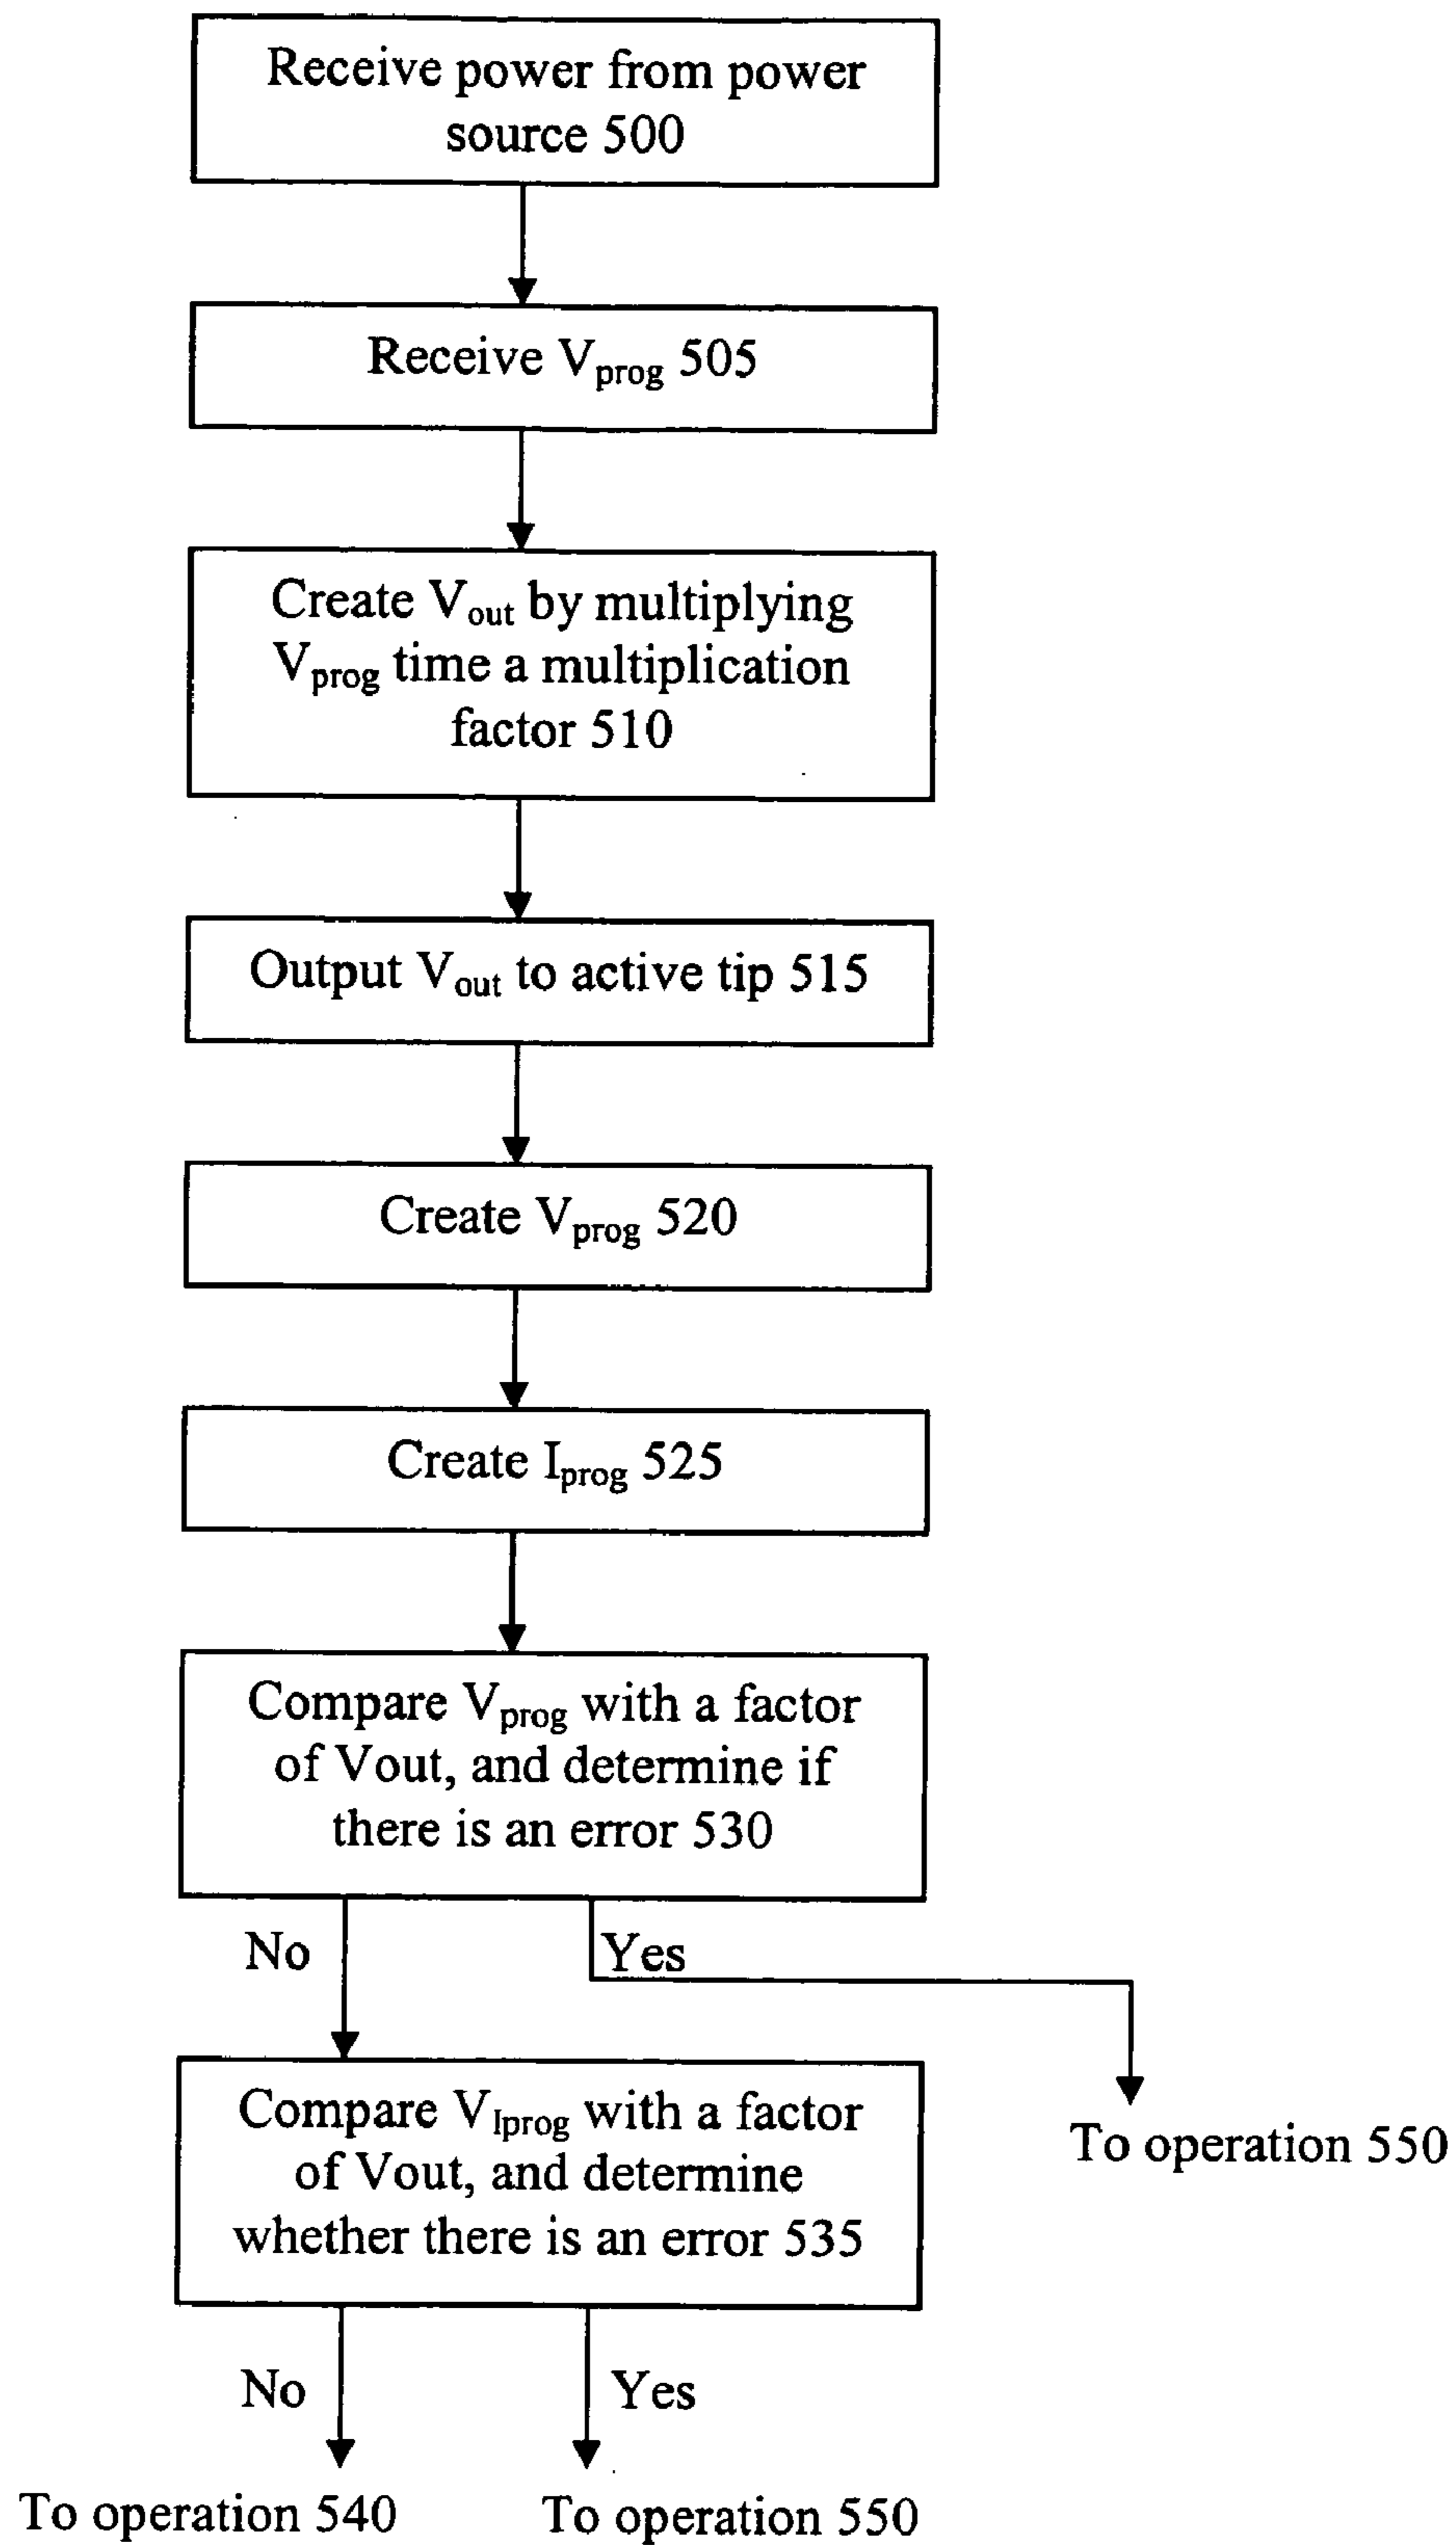 Receive power from power
source 500
Receive Vprog 505
Create Vout by multiplying
Vprog time a multiplication
factor 510
Output Vout to active tip 515
Create Vprog 520
Create Iprog 525
Compare Vprog with a factor
of Vout, and determine if
there is an error 530
No
Yes
To operation 550
Compare VIprog with a factor
of Vout, and determine
whether there is an error 535
No
Yes
To operation 540
To operation 550